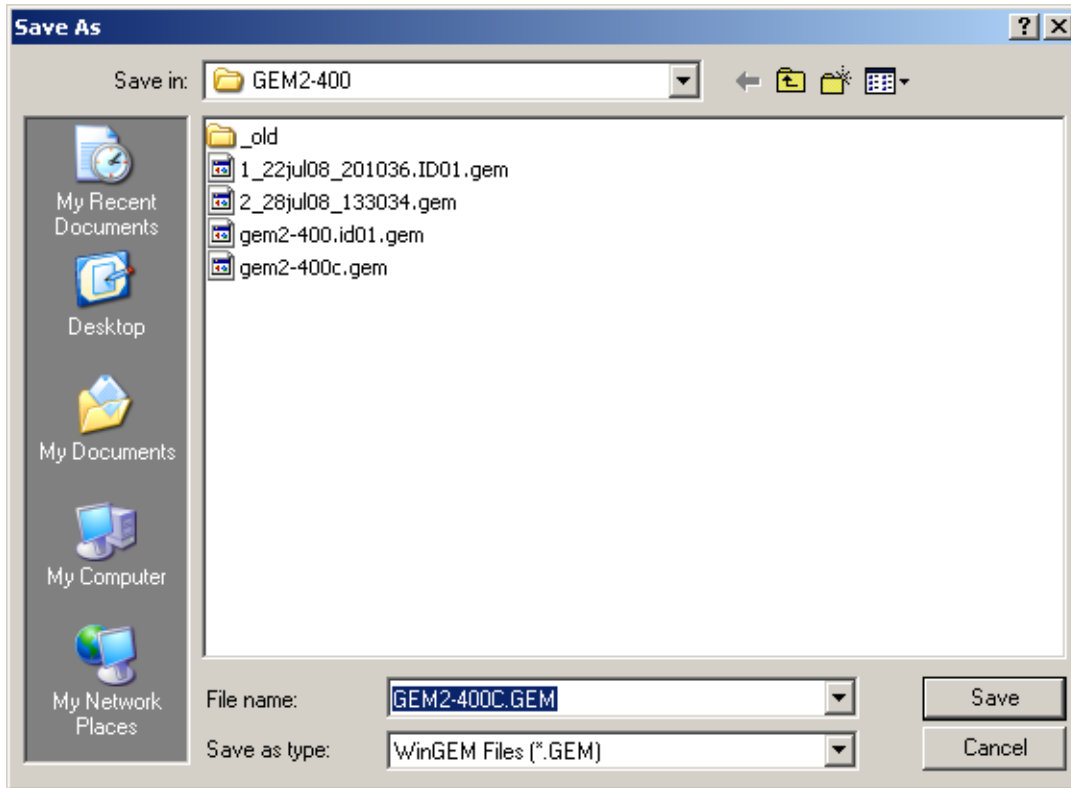 Save As
Save in: GEM2-400
_old
1_22jul08_201036.ID01.gem
2_28jul08_133034.gem
gem2-400.id01.gem
gem2-400c.gem
My Recent
Documents
Desktop
My Documents
My Computer
My Network
Places
File name: GEM2-400C.GEM Save
Save as type: WinGEM Files (*.GEM) Cancel